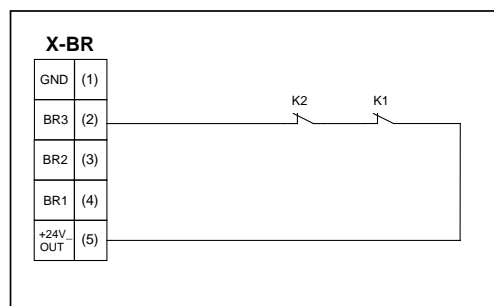 X-BR
GND (1)
K2 K1
BR3 (2)
BR2 (3)
BR1 (4)
+24V_
OUT (5)